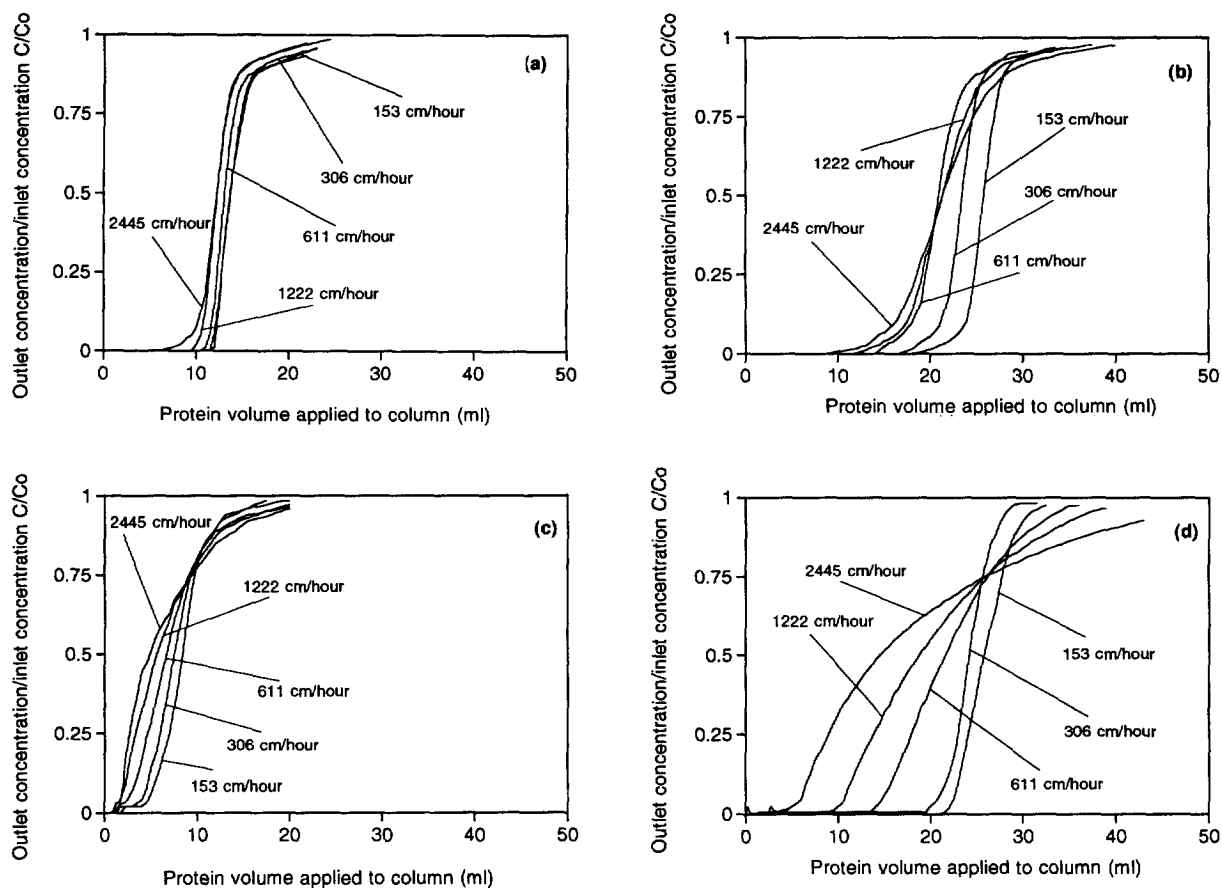 Outlet concentration/inlet concentration C/Co
1
0.75
0.5
0.25
0
(a)
153 cm/hour
306 cm/hour
2445 cm/hour
611 cm/hour
1222 cm/hour
0 10 20 30 40 50
Protein volume applied to column (ml)
Outlet concentration/inlet concentration C/Co
1
0.75
0.5
0.25
0
(b)
153 cm/hour
1222 cm/hour
306 cm/hour
2445 cm/hour
611 cm/hour
0 10 20 30 40 50
Protein volume applied to column (ml)
Outlet concentration/inlet concentration C/Co
1
0.75
0.5
0.25
0
(c)
2445 cm/hour
1222 cm/hour
611 cm/hour
306 cm/hour
153 cm/hour
0 10 20 30 40 50
Protein volume applied to column (ml)
Outlet concentration/inlet concentration C/Co
1
0.75
0.5
0.25
0
(d)
2445 cm/hour
1222 cm/hour
153 cm/hour
306 cm/hour
611 cm/hour
0 10 20 30 40 50
Protein volume applied to column (ml)